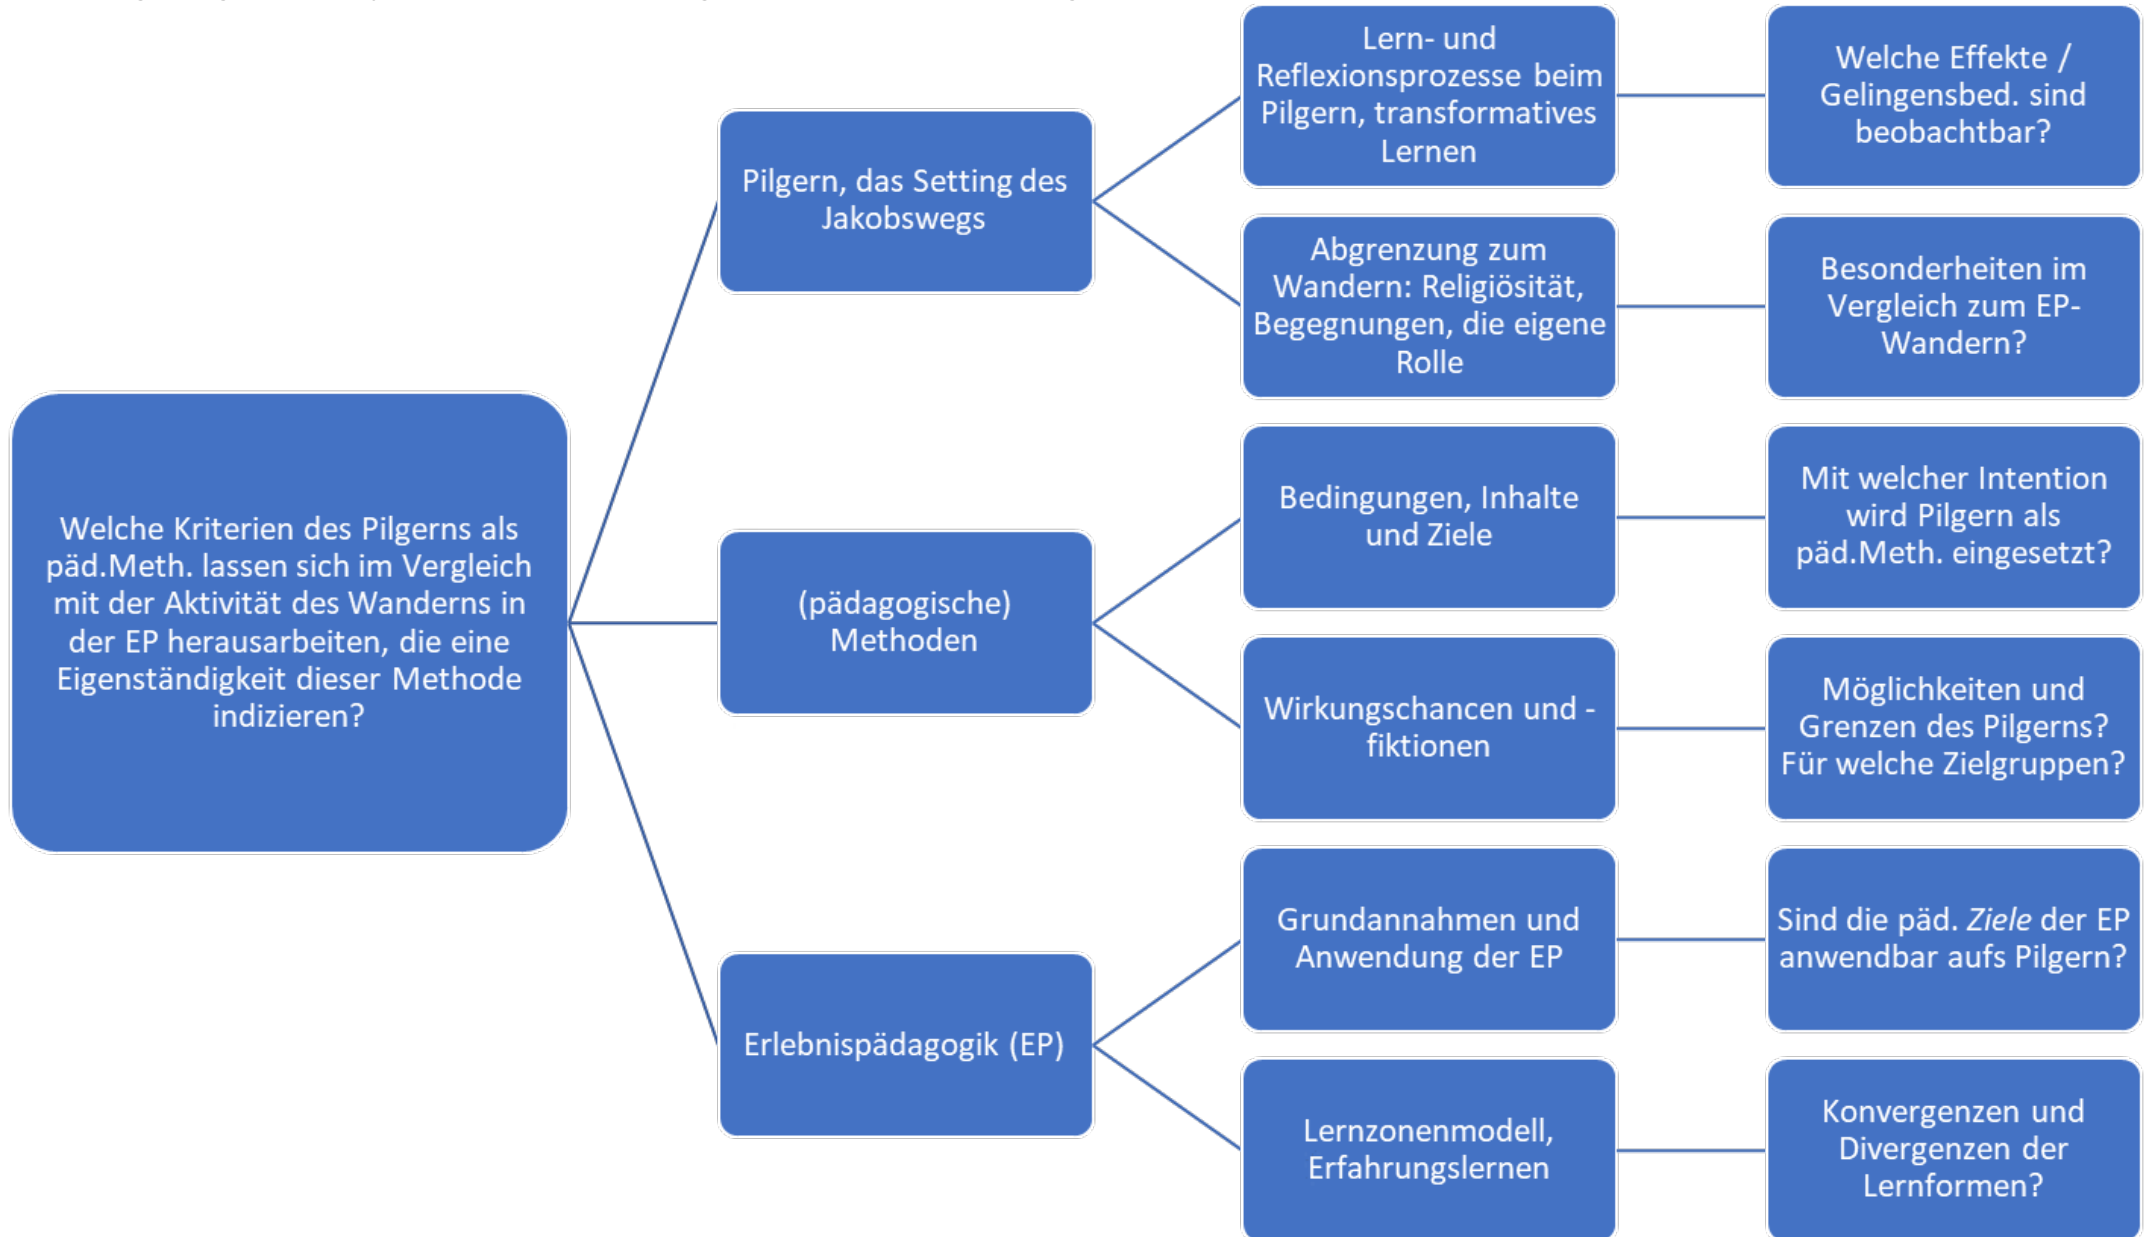 Welche Kriterien des Pilgerns als
päd.Meth. lassen sich im Vergleich
mit der Aktivität des Wanderns in
der EP herausarbeiten, die eine
Eigenständigkeit dieser Methode
indizieren?
Pilgern, das Setting des
Jakobswegs
Lern- und
Reflexionsprozesse beim
Pilgern, transformatives
Lernen
Welche Effekte /
Gelingensbed. sind
beobachtbar?
Abgrenzung zum
Wandern: Religiösität,
Begegnungen, die eigene
Rolle
Besonderheiten im
Vergleich zum EP-
Wandern?
(pädagogische)
Methoden
Bedingungen, Inhalte
und Ziele
Mit welcher Intention
wird Pilgern als
päd.Meth. eingesetzt?
Wirkungschancen und -
fiktionen
Möglichkeiten und
Grenzen des Pilgerns?
Für welche Zielgruppen?
Erlebnispädagogik (EP)
Grundannahmen und
Anwendung der EP
Sind die päd. Ziele der EP
anwendbar aufs Pilgern?
Lernzonenmodell,
Erfahrungslernen
Konvergenzen und
Divergenzen der
Lernformen?